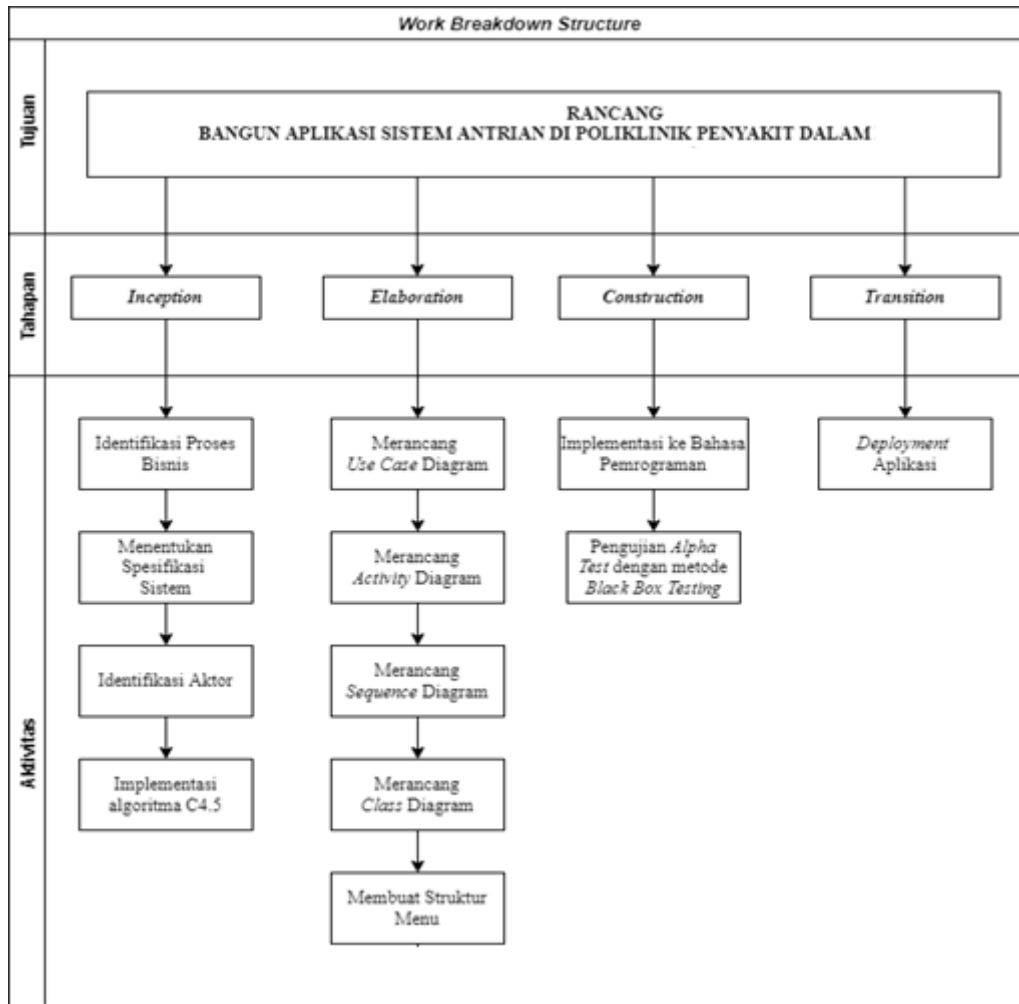 Work Breakdown Structure
Tujuan
RANCANG
BANGUN APLIKASI SISTEM ANTRIAN DI POLIKLINIK PENYAKIT DALAM
Tahapan
Inception
Elaboration
Construction
Transition
Aktivitas
Identifikasi Proses
Bisnis
Menentukan
Spesifikasi
Sistem
Identifikasi Aktor
Implementasi
algoritma C4.5
Merancang
Use Case Diagram
Merancang
Activity Diagram
Merancang
Sequence Diagram
Merancang
Class Diagram
Membuat Struktur
Menu
Implementasi ke Bahasa
Pemrograman
Pengujian Alpha
Test dengan metode
Black Box Testing
Deployment
Aplikasi